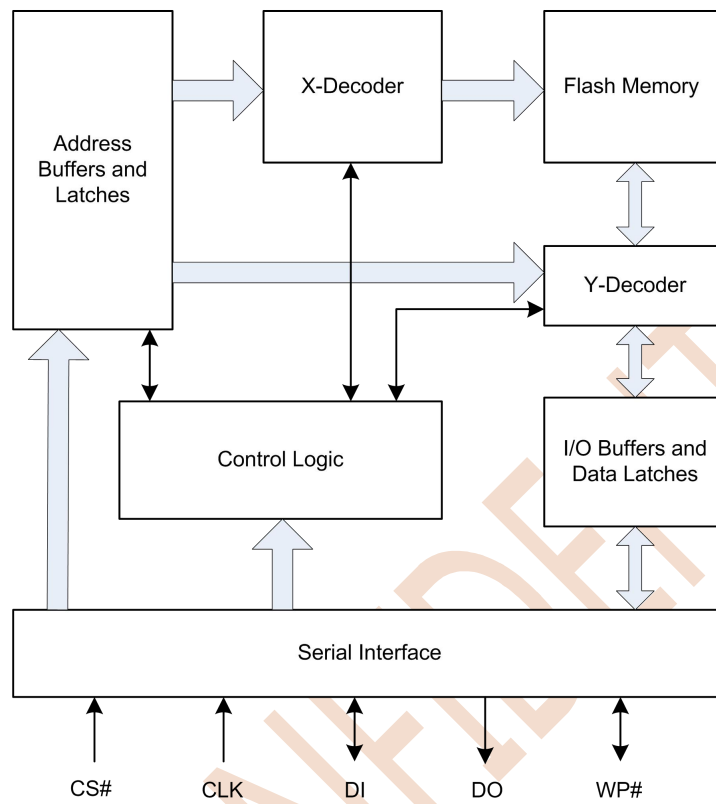 X-Decoder
Flash Memory
Address
Buffers and
Latches
Y-Decoder
Control Logic
I/O Buffers and
Data Latches
Serial Interface
CS#
CLK
DI
DO
WP#